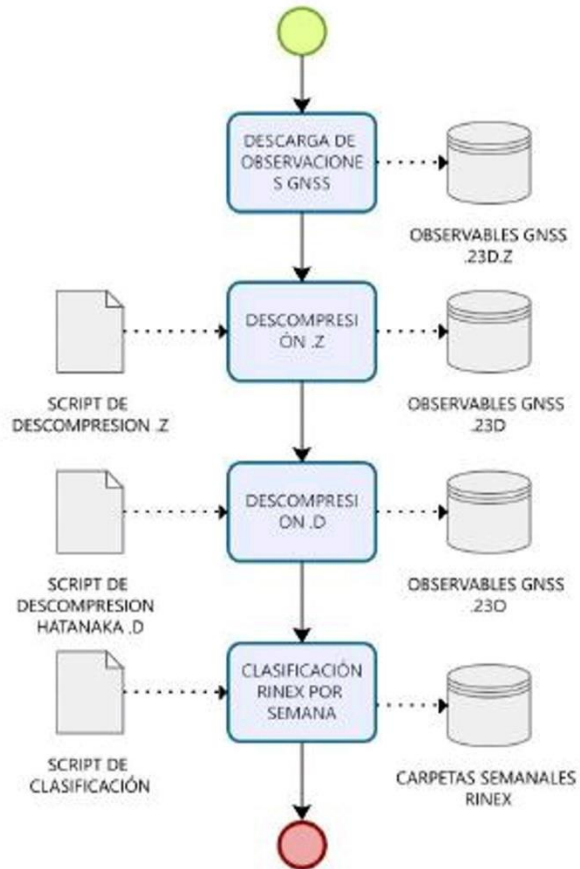 DESCARGA DE
OBSERVACIONE
S GNSS
OBSERVABLES GNSS
.23D.Z
DESCOMPRESI
ÓN .Z
SCRIPT DE
DESCOMPRESION .Z
OBSERVABLES GNSS
.23D
DESCOMPRESI
ON .D
SCRIPT DE
DESCOMPRESION
HATANAKA .D
OBSERVABLES GNSS
.23O
CLASIFICACIÓN
RINEX POR
SEMANA
SCRIPT DE
CLASIFICACIÓN
CARPETAS SEMANALES
RINEX